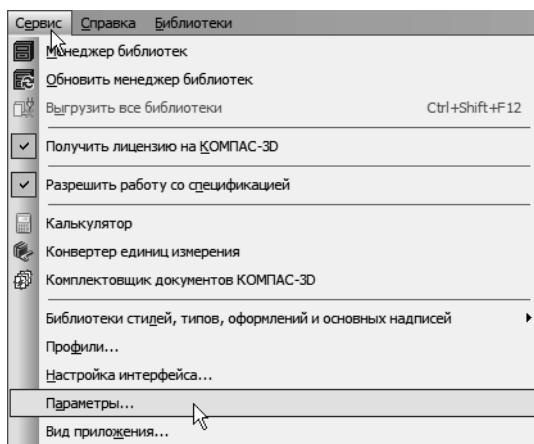 Сервис Справка Библиотеки
Менеджер библиотек
Обновить менеджер библиотек
Выгрузить все библиотеки Ctrl+Shift+F12
Получить лицензию на КОМПАС-3D
Разрешить работу со спецификацией
Калькулятор
Конвертер единиц измерения
Комплектовщик документов КОМПАС-3D
Библиотеки стилей, типов, оформлений и основных надписей
Профили...
Настройка интерфейса...
Параметры...
Вид приложения...